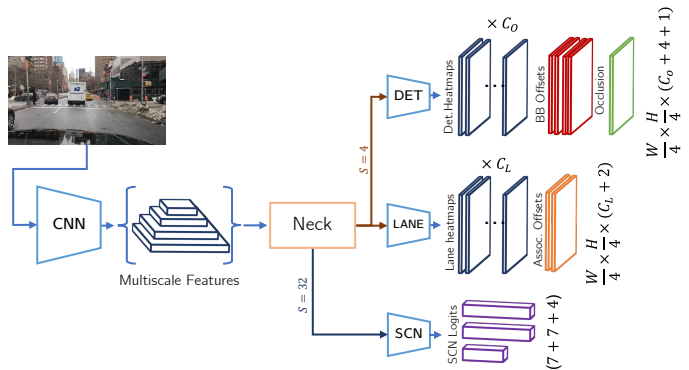 × C_O
Det. Heatmaps
...
BB Offsets
Occlusion
W/4 × H/4 × (C_O + 4 + 1)
DET
S = 4
× C_L
Lane heatmaps
...
Assoc. Offsets
W/4 × H/4 × (C_L + 2)
LANE
CNN
Multiscale Features
Neck
S = 32
SCN
SCN Logits
(7 + 7 + 4)